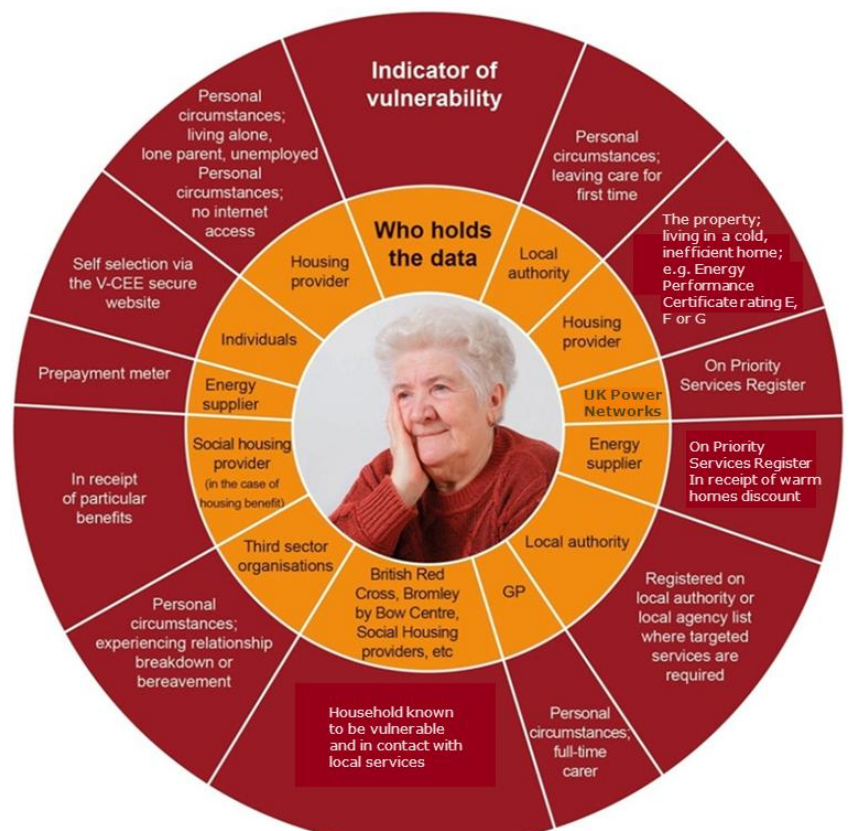 Indicator of
vulnerability
Who holds
the data
Personal
circumstances;
leaving care for
first time
Local
authority
The property;
living in a cold,
inefficient home;
e.g. Energy
Performance
Certificate rating E,
F or G
Housing
provider
On Priority
Services Register
UK Power
Networks
On Priority
Services Register
In receipt of warm
homes discount
Energy
supplier
Registered on
local authority or
local agency list
where targeted
services are
required
Local authority
Personal
circumstances;
full-time
carer
GP
Household known
to be vulnerable
and in contact with
local services
British Red
Cross, Bromley
by Bow Centre,
Social Housing
providers, etc
Personal
circumstances;
experiencing relationship
breakdown or
bereavement
Third sector
organisations
In receipt
of particular
benefits
Social housing
provider
(in the case of
housing benefit)
Prepayment meter
Energy
supplier
Self selection via
the V-CEE secure
website
Individuals
Personal
circumstances;
living alone,
lone parent, unemployed
Personal
circumstances;
no internet
access
Housing
provider